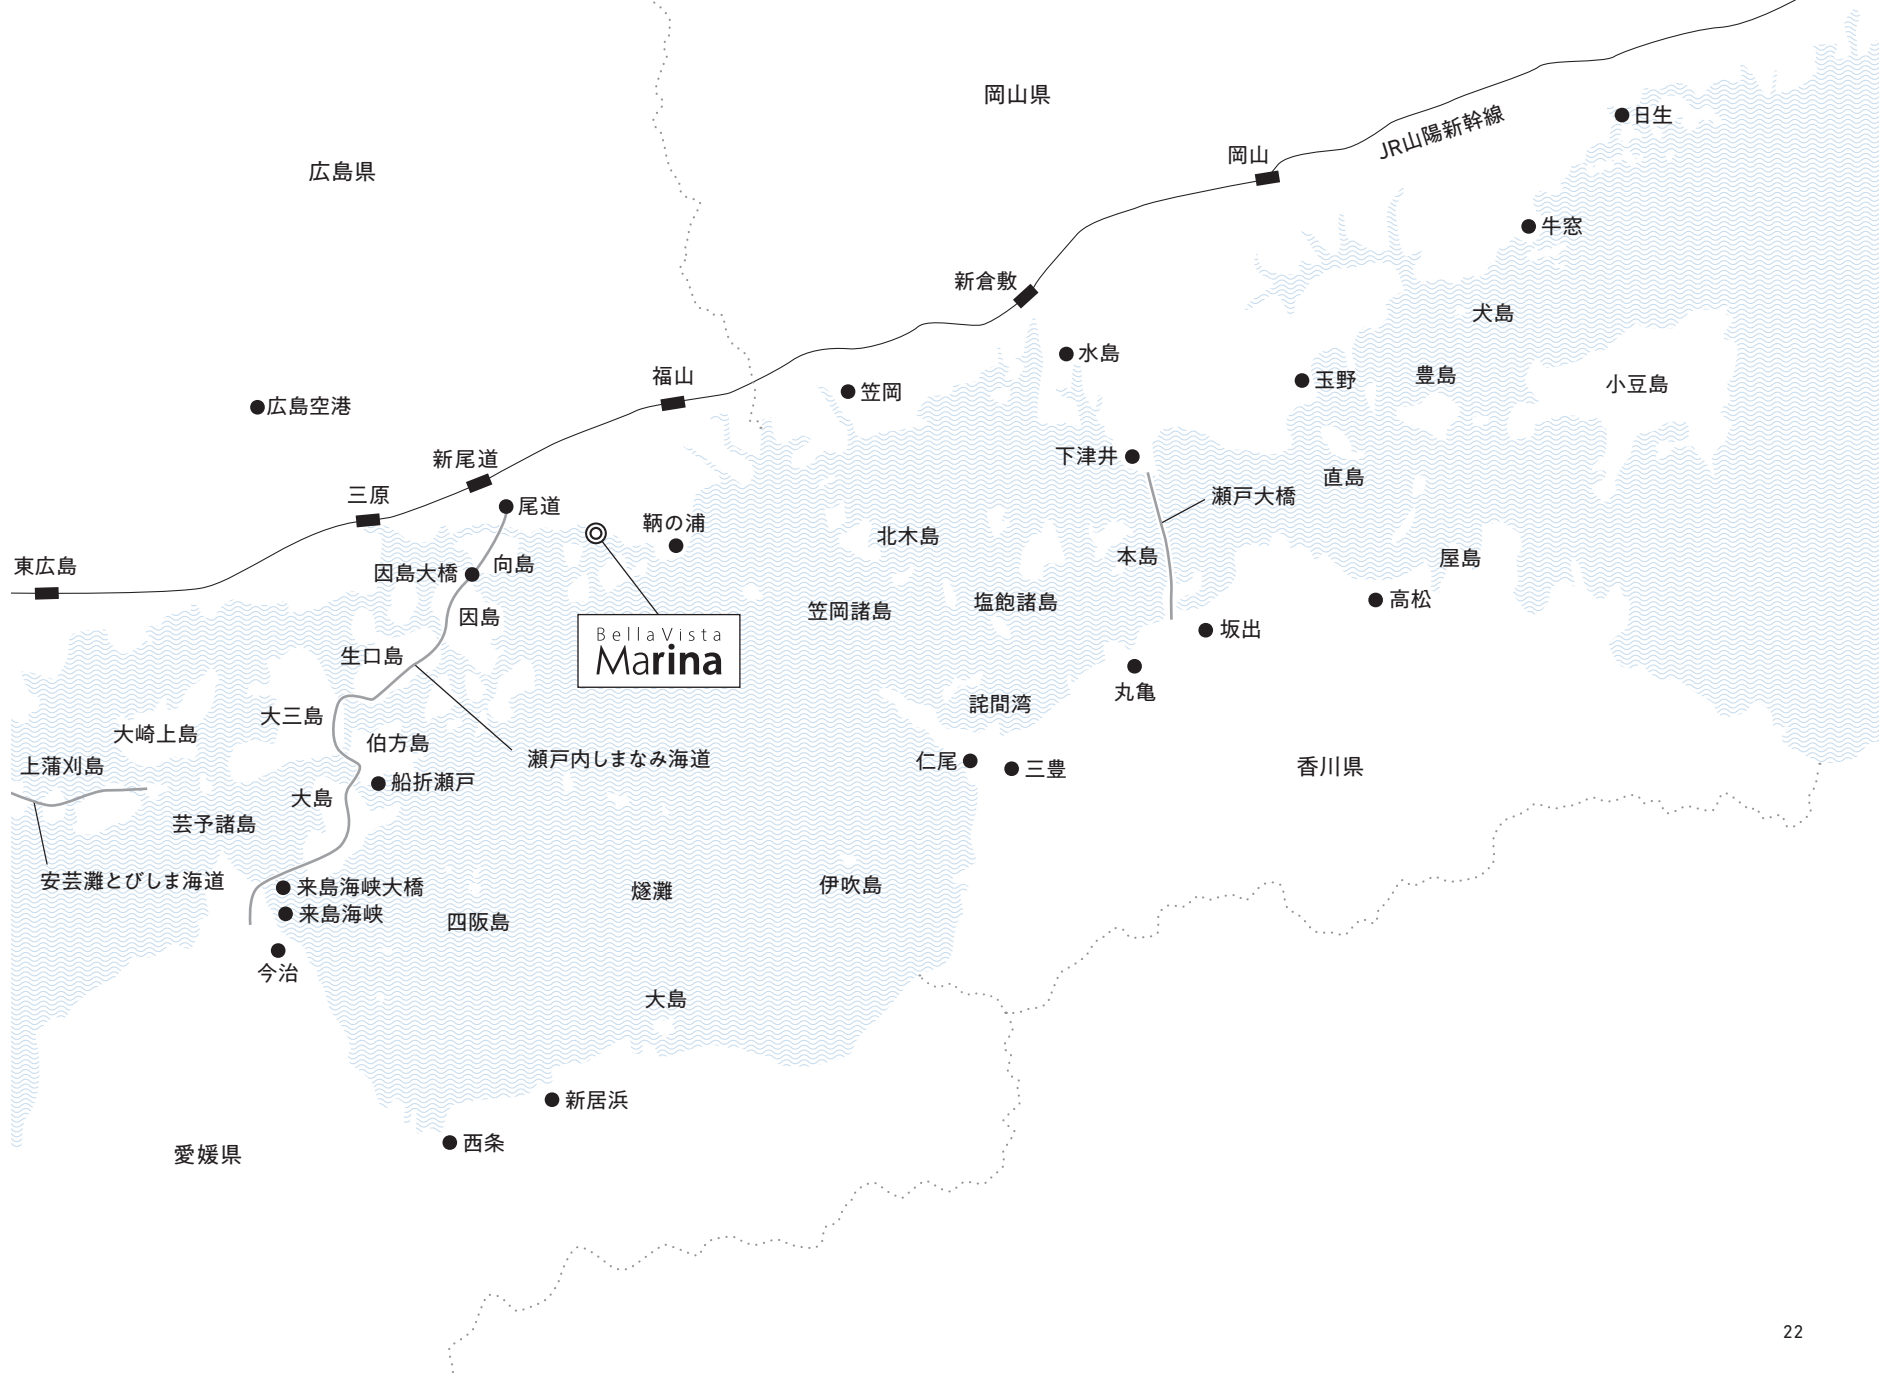 岡山県
日生
JR山陽新幹線
岡山
広島県
牛窓
新倉敷
犬島
水島
福山
笠岡
玉野
豊島
小豆島
広島空港
新尾道
下津井
直島
三原
尾道
瀬戸大橋
鞆の浦
北木島
本島
屋島
東広島
因島大橋
向島
笠岡諸島
塩飽諸島
高松
因島
坂出
BellaVista
Marina
生口島
丸亀
詫間湾
大三島
大崎上島
伯方島
瀬戸内しまなみ海道
仁尾
三豊
香川県
上蒲刈島
船折瀬戸
大島
芸予諸島
安芸灘とびしま海道
来島海峡大橋
来島海峡
四阪島
燧灘
伊吹島
今治
大島
新居浜
西条
愛媛県
22